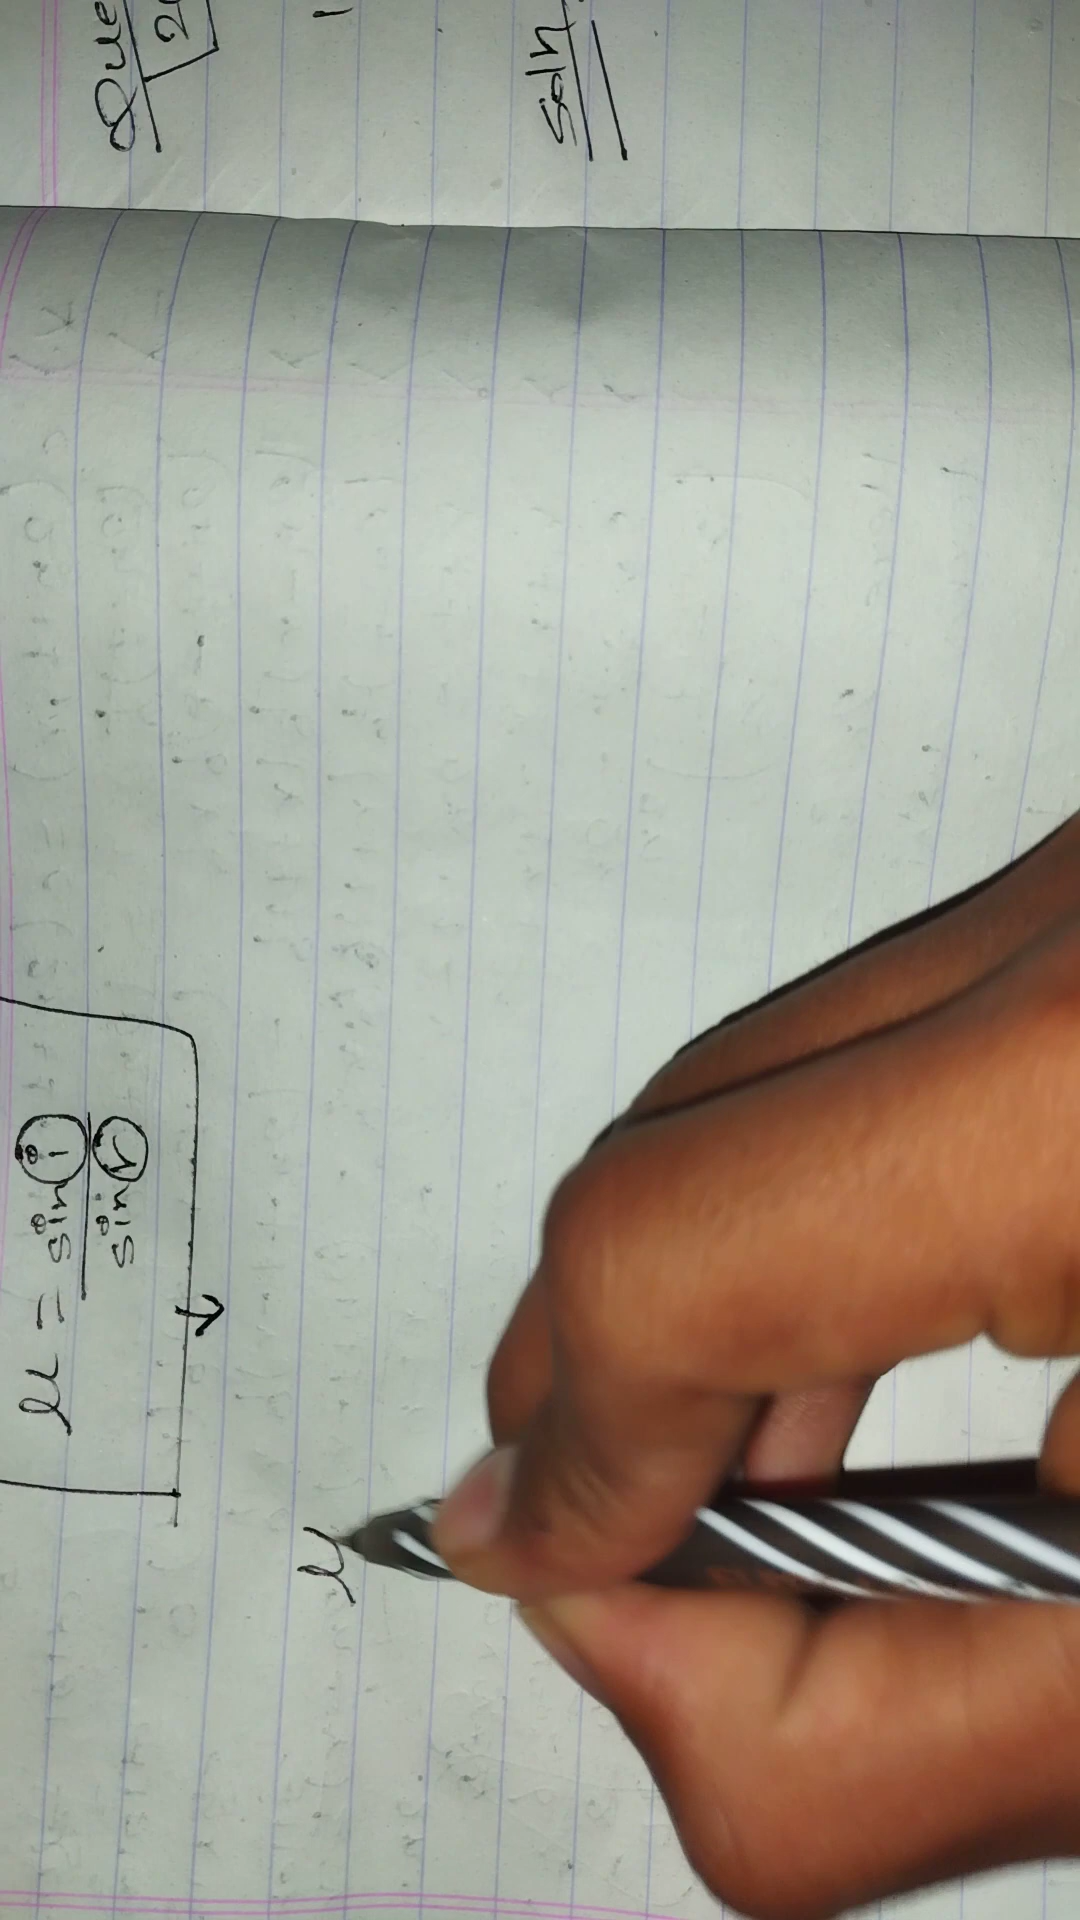 Que
Soln
μ = sin i
sin r
μ